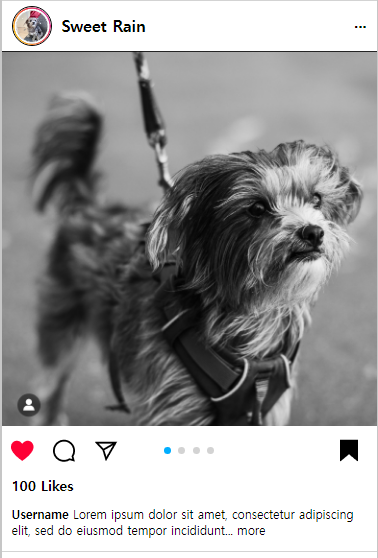 Sweet Rain
100 Likes
Username Lorem ipsum dolor sit amet, consectetur adipiscing
elit, sed do eiusmod tempor incididunt... more